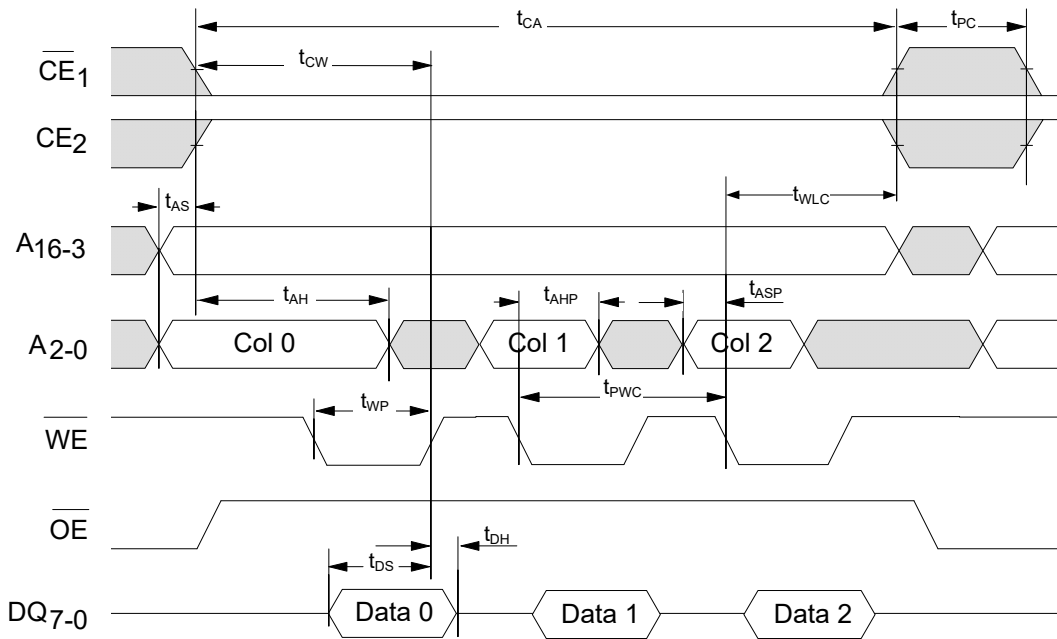 tCA
tPC
tCW
CE1
CE2
tAS
tWLC
A16-3
tAH
tAHP
tASP
A2-0
Col 0
Col 1
Col 2
tWP
tPWC
WE
OE
tDS
tDH
DQ7-0
Data 0
Data 1
Data 2